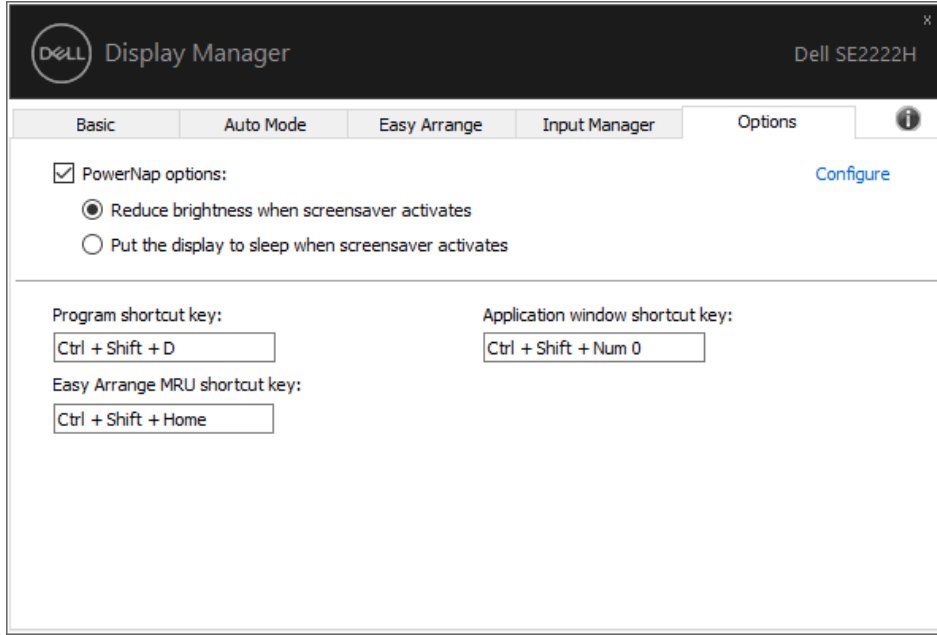 x
DELL Display Manager Dell SE2222H
Basic Auto Mode Easy Arrange Input Manager Options i
PowerNap options: Configure
Reduce brightness when screensaver activates
Put the display to sleep when screensaver activates
Program shortcut key: Application window shortcut key:
Ctrl + Shift + D Ctrl + Shift + Num 0
Easy Arrange MRU shortcut key:
Ctrl + Shift + Home